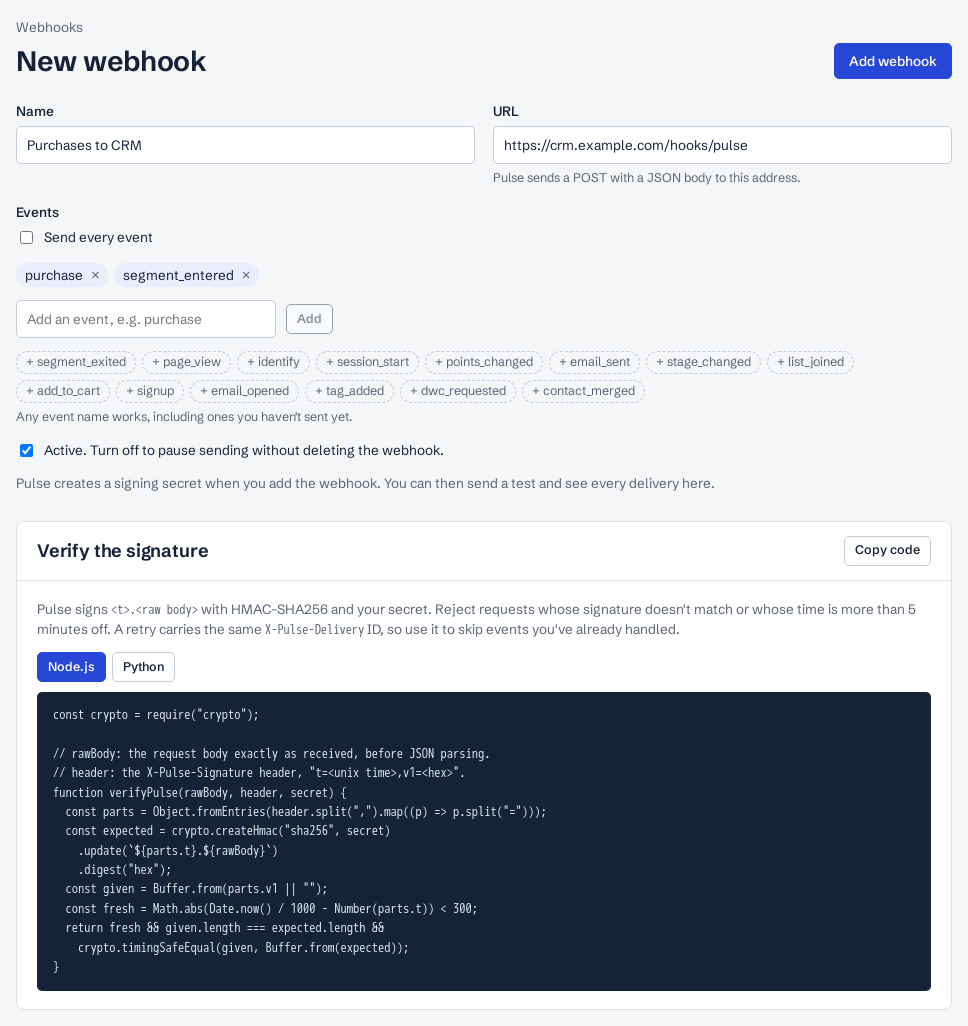 Webhooks
New webhook
Add webhook
Name
URL
Purchases to CRM
https://crm.example.com/hooks/pulse
Pulse sends a POST with a JSON body to this address.
Events
Send every event
purchase × segment_entered ×
Add an event, e.g. purchase
Add
+ segment_exited + page_view + identify + session_start + points_changed + email_sent + stage_changed + list_joined
+ add_to_cart + signup + email_opened + tag_added + dwc_requested + contact_merged
Any event name works, including ones you haven't sent yet.
Active. Turn off to pause sending without deleting the webhook.
Pulse creates a signing secret when you add the webhook. You can then send a test and see every delivery here.
Verify the signature
Copy code
Pulse signs <t>.<raw body> with HMAC-SHA256 and your secret. Reject requests whose signature doesn't match or whose time is more than 5
minutes off. A retry carries the same X-Pulse-Delivery ID, so use it to skip events you've already handled.
Node.js
Python
const crypto = require("crypto");
// rawBody: the request body exactly as received, before JSON parsing.
// header: the X-Pulse-Signature header, "t=<unix time>,v1=<hex>".
function verifyPulse(rawBody, header, secret) {
  const parts = Object.fromEntries(header.split(",").map((p) => p.split("=")));
  const expected = crypto.createHmac("sha256", secret)
    .update(`${parts.t}.${rawBody}`)
    .digest("hex");
  const given = Buffer.from(parts.v1 || "");
  const fresh = Math.abs(Date.now() / 1000 - Number(parts.t)) < 300;
  return fresh && given.length === expected.length &&
    crypto.timingSafeEqual(given, Buffer.from(expected));
}